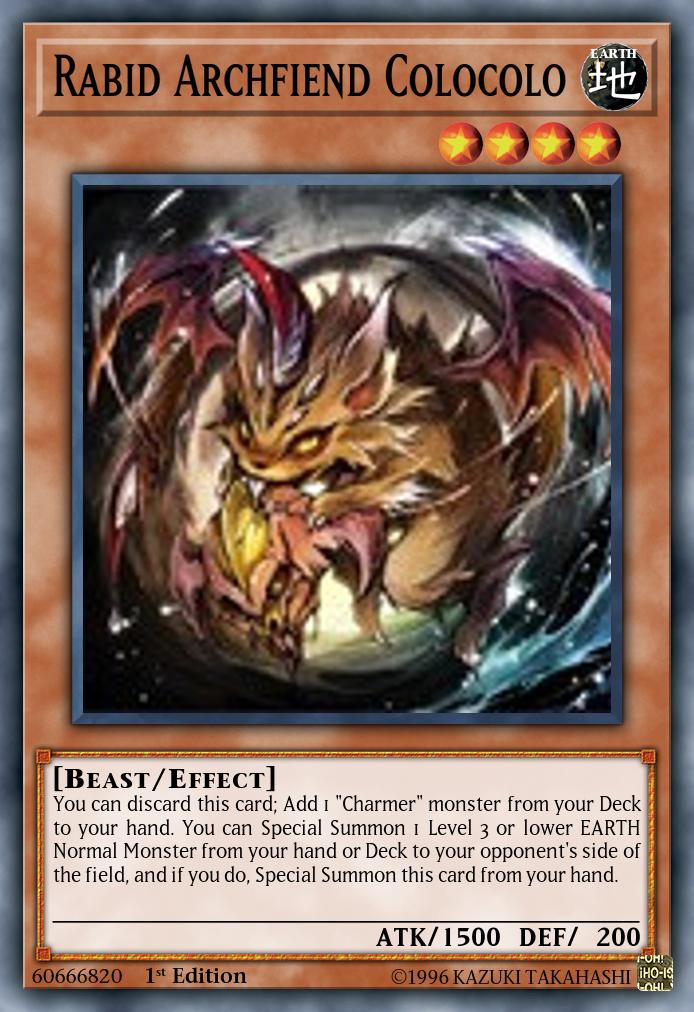 Rabid Archfiend Colocolo
EARTH
地
[Beast/Effect]
You can discard this card; Add 1 "Charmer" monster from your Deck
to your hand. You can Special Summon 1 Level 3 or lower EARTH
Normal Monster from your hand or Deck to your opponent's side of
the field, and if you do, Special Summon this card from your hand.
ATK/1500 DEF/ 200
60666820 1st Edition ©1996 KAZUKI TAKAHASHI